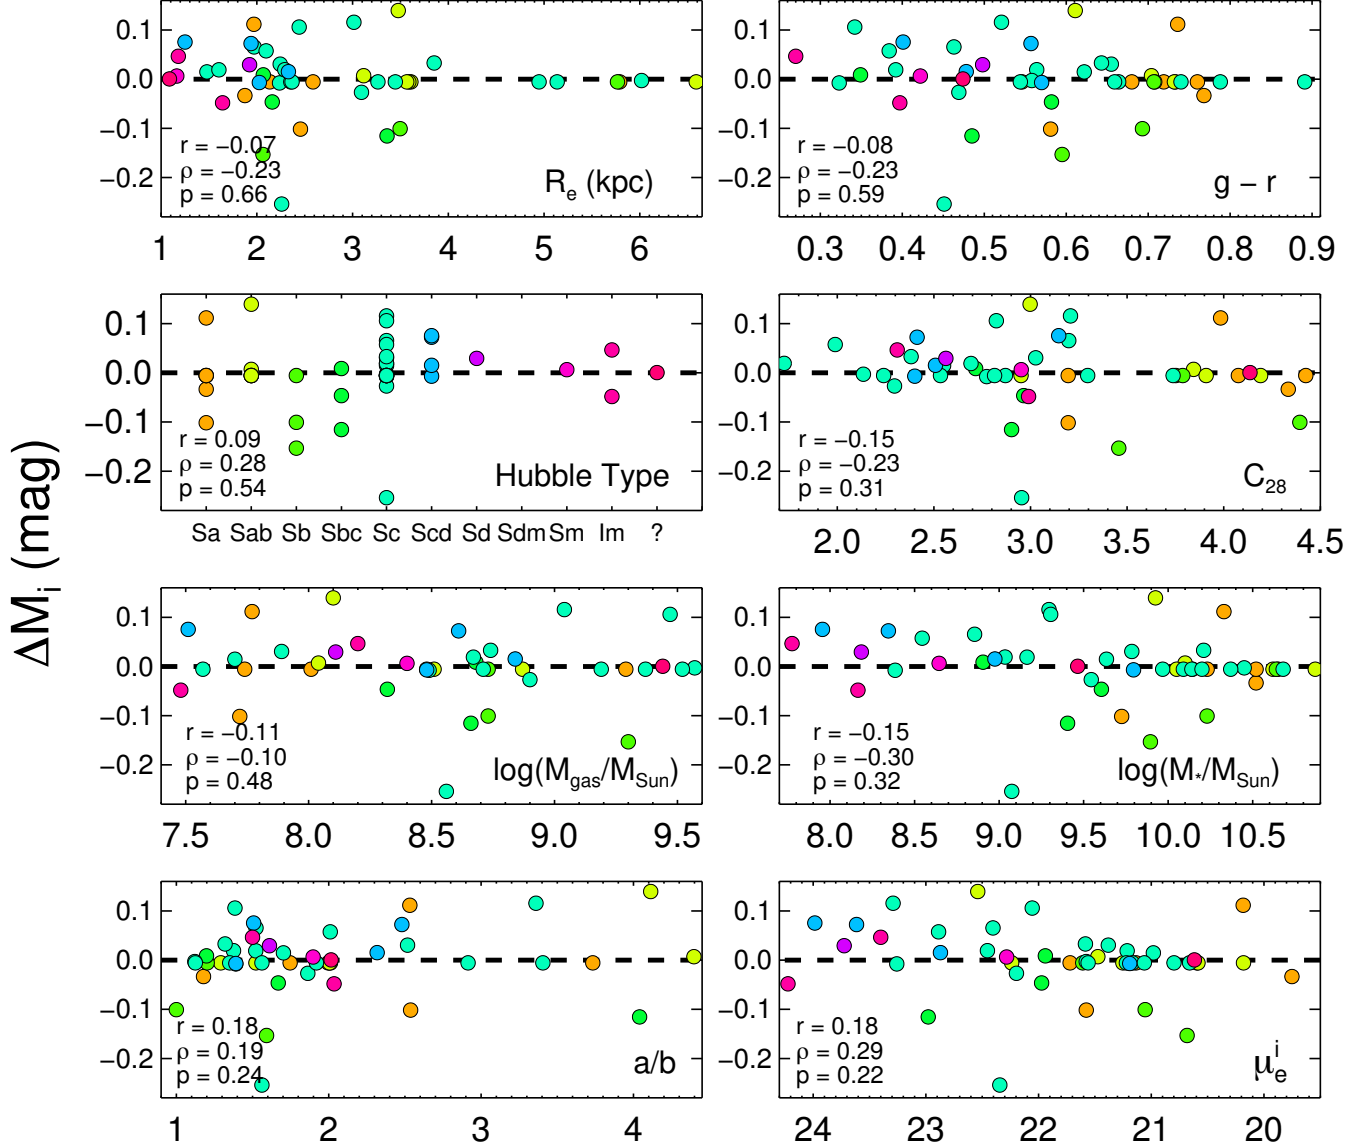 ΔM_i (mag)
0.1
0.0
−0.1
−0.2
r = −0.07
ρ = −0.23
p = 0.66
R_e (kpc)
1 2 3 4 5 6
r = −0.08
ρ = −0.23
p = 0.59
g − r
0.3 0.4 0.5 0.6 0.7 0.8 0.9
0.1
0.0
−0.1
−0.2
r = 0.09
ρ = 0.28
p = 0.54
Hubble Type
Sa Sab Sb Sbc Sc Scd Sd Sdm Sm Im ?
0.1
0.0
−0.1
−0.2
r = −0.15
ρ = −0.23
p = 0.31
C_28
2.0 2.5 3.0 3.5 4.0 4.5
0.1
0.0
−0.1
−0.2
r = −0.11
ρ = −0.10
p = 0.48
log(M_gas/M_Sun)
7.5 8.0 8.5 9.0 9.5
0.1
0.0
−0.1
−0.2
r = −0.15
ρ = −0.30
p = 0.32
log(M_*/M_Sun)
8.0 8.5 9.0 9.5 10.0 10.5
0.1
0.0
−0.1
−0.2
r = 0.18
ρ = 0.19
p = 0.24
a/b
1 2 3 4
0.1
0.0
−0.1
−0.2
r = 0.18
ρ = 0.29
p = 0.22
μ_e^i
24 23 22 21 20
0.1
0.0
−0.1
−0.2